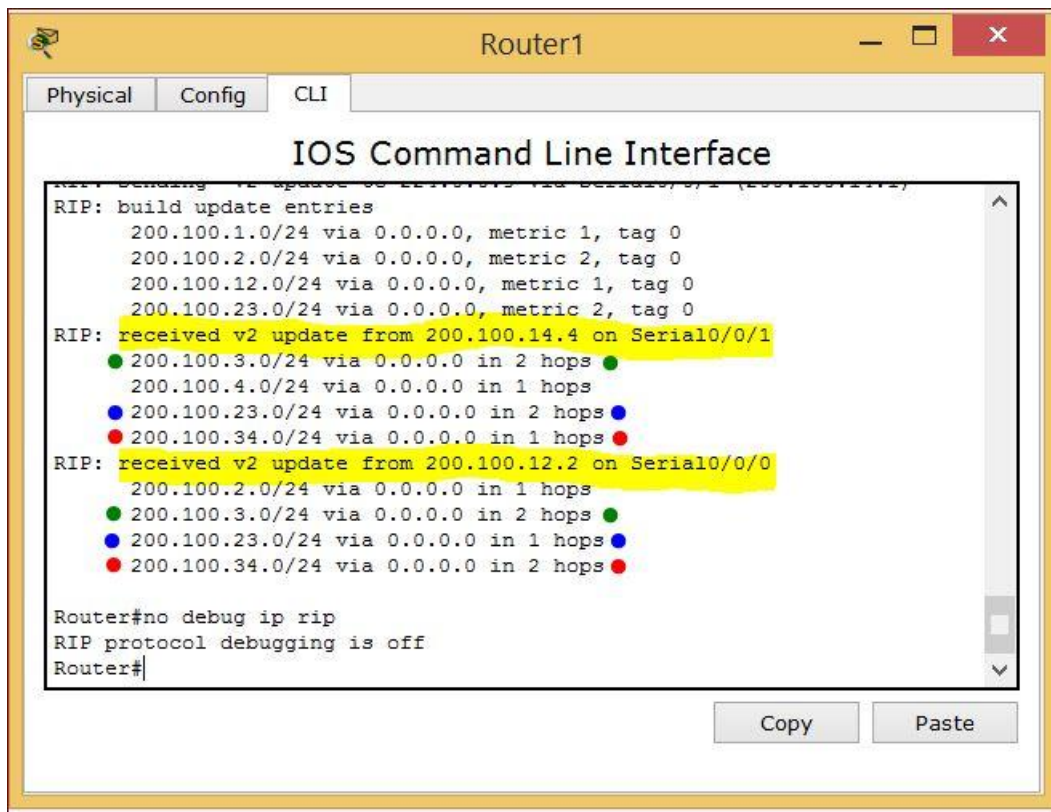 Router1
Physical Config CLI
IOS Command Line Interface
RIP: build update entries
200.100.1.0/24 via 0.0.0.0, metric 1, tag 0
200.100.2.0/24 via 0.0.0.0, metric 2, tag 0
200.100.12.0/24 via 0.0.0.0, metric 1, tag 0
200.100.23.0/24 via 0.0.0.0, metric 2, tag 0
RIP: received v2 update from 200.100.14.4 on Serial0/0/1
200.100.3.0/24 via 0.0.0.0 in 2 hops
200.100.4.0/24 via 0.0.0.0 in 1 hops
200.100.23.0/24 via 0.0.0.0 in 2 hops
200.100.34.0/24 via 0.0.0.0 in 1 hops
RIP: received v2 update from 200.100.12.2 on Serial0/0/0
200.100.2.0/24 via 0.0.0.0 in 1 hops
200.100.3.0/24 via 0.0.0.0 in 2 hops
200.100.23.0/24 via 0.0.0.0 in 1 hops
200.100.34.0/24 via 0.0.0.0 in 2 hops
Router#no debug ip rip
RIP protocol debugging is off
Router#
Copy Paste